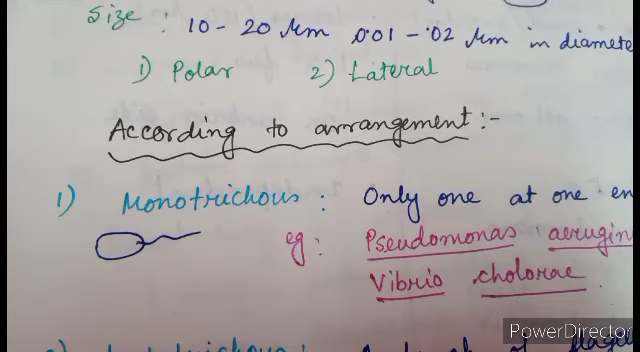 Size : 10 - 20 μm 0.01 - .02 μm in diamete
1) Polar 2) Lateral
According to arrangement :-
1) Monotrichous : Only one at one en
eg : Pseudomonas aerugin
Vibrio cholorae
PowerDirector